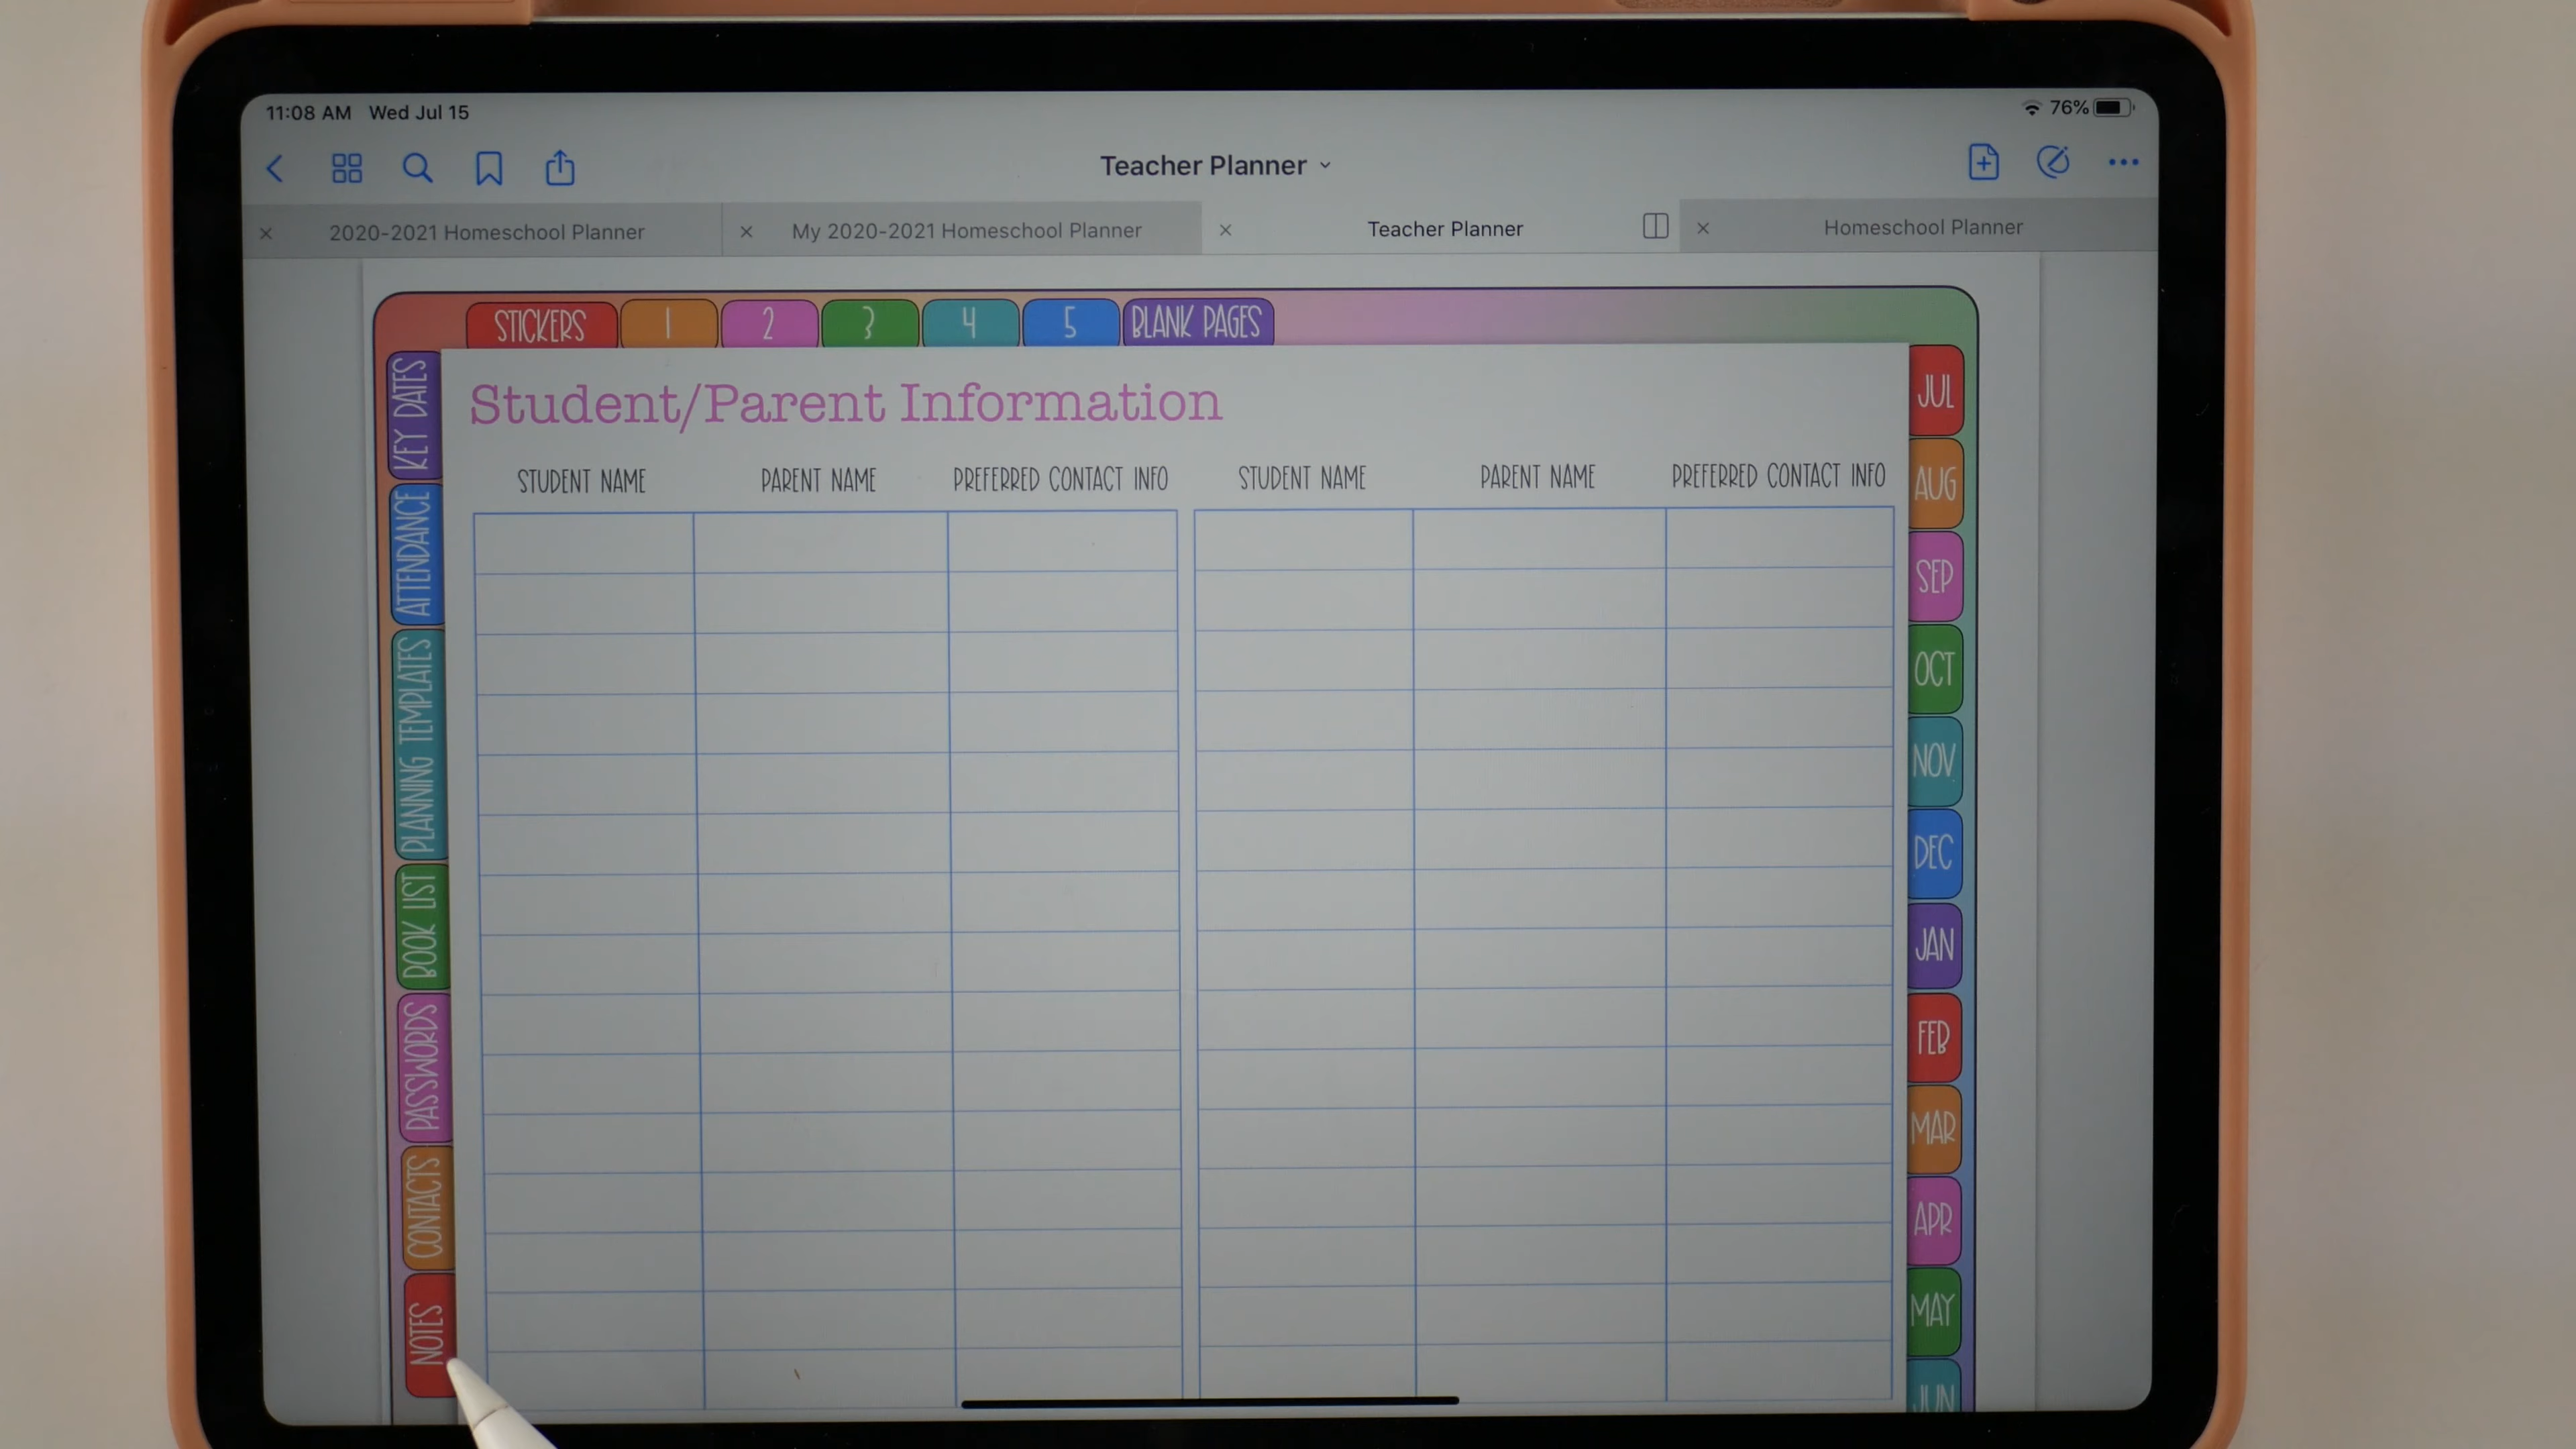 11:08 AM Wed Jul 15
76%
Teacher Planner
2020-2021 Homeschool Planner
My 2020-2021 Homeschool Planner
Teacher Planner
Homeschool Planner
STICKERS 1 2 3 4 5 BLANK PAGES
Student/Parent Information
STUDENT NAME PARENT NAME PREFERRED CONTACT INFO STUDENT NAME PARENT NAME PREFERRED CONTACT INFO
KEY DATES
ATTENDANCE
PLANNING TEMPLATES
BOOK LIST
PASSWORDS
CONTACTS
NOTES
JUL
AUG
SEP
OCT
NOV
DEC
JAN
FEB
MAR
APR
MAY
JUN